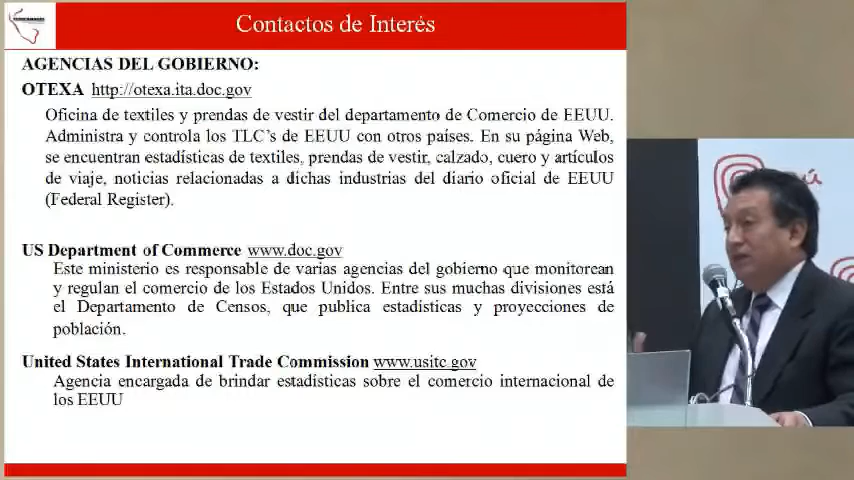 Contactos de Interés
AGENCIAS DEL GOBIERNO:
OTEXA http://otexa.ita.doc.gov
Oficina de textiles y prendas de vestir del departamento de Comercio de EEUU.
Administra y controla los TLC's de EEUU con otros países. En su página Web,
se encuentran estadísticas de textiles, prendas de vestir, calzado, cuero y artículos
de viaje, noticias relacionadas a dichas industrias del diario oficial de EEUU
(Federal Register).
US Department of Commerce www.doc.gov
Este ministerio es responsable de varias agencias del gobierno que monitorean
y regulan el comercio de los Estados Unidos. Entre sus muchas divisiones está
el Departamento de Censos, que publica estadísticas y proyecciones de
población.
United States International Trade Commission www.usitc.gov
Agencia encargada de brindar estadísticas sobre el comercio internacional de
los EEUU